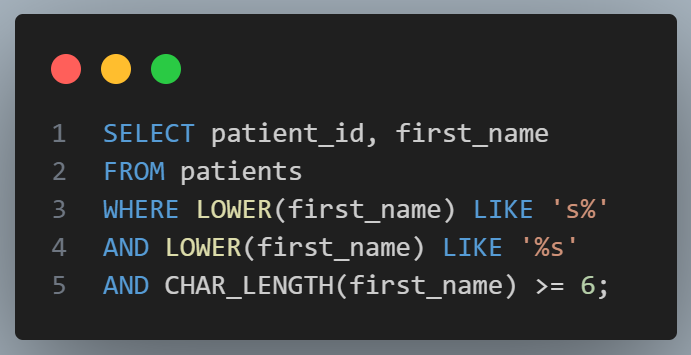 1 SELECT patient_id, first_name
2 FROM patients
3 WHERE LOWER(first_name) LIKE 's%'
4 AND LOWER(first_name) LIKE '%s'
5 AND CHAR_LENGTH(first_name) >= 6;